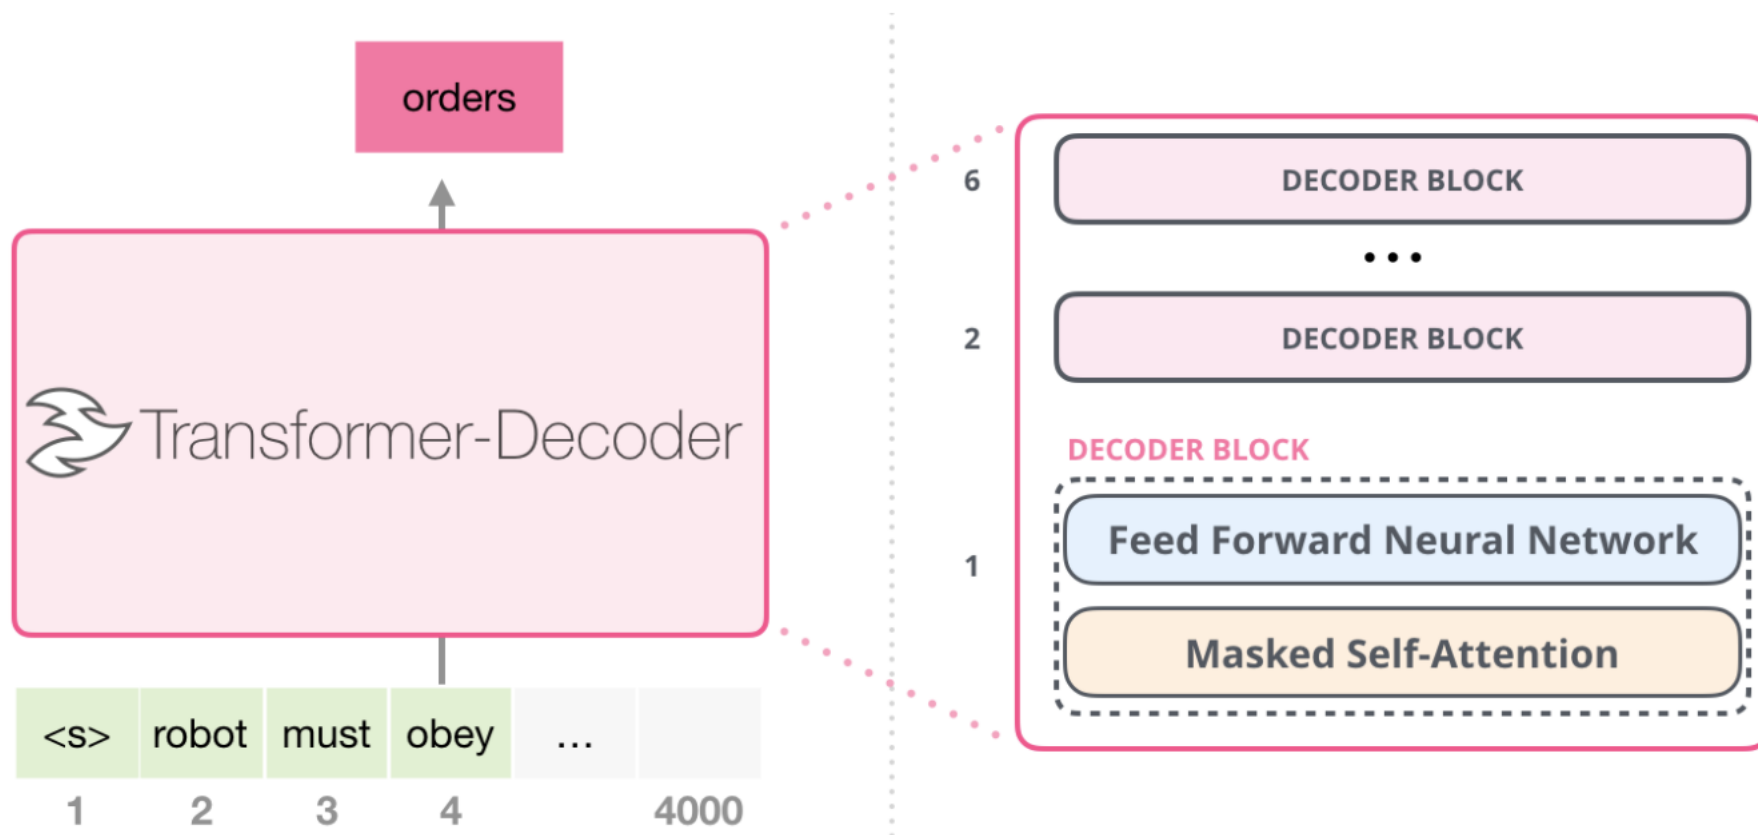 orders
Transformer-Decoder
<s> robot must obey ...
1 2 3 4 4000
6 DECODER BLOCK
...
2 DECODER BLOCK
DECODER BLOCK
Feed Forward Neural Network
1
Masked Self-Attention